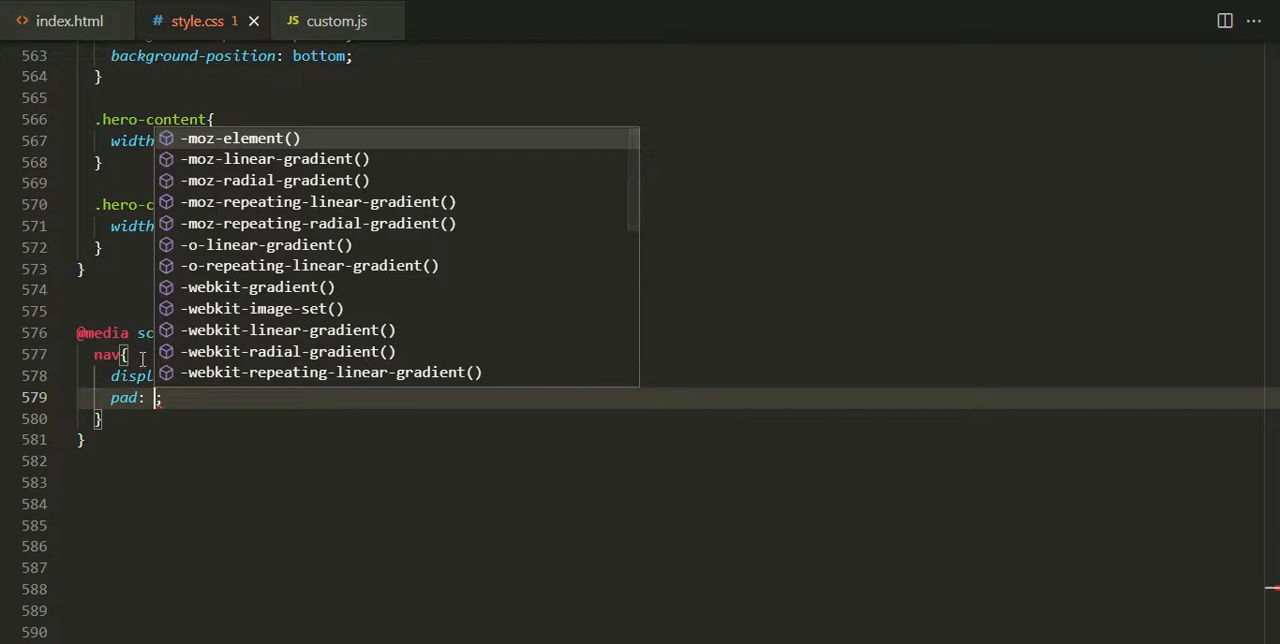 index.html
# style.css 1
JS custom.js
563 background-position: bottom;
564 }
565
566 .hero-content{
567 width
568 }
569
570 .hero-c
571 width
572 }
573 }
574
575
576 @media sc
577 nav{
578 displ
579 pad: ;
580 }
581 }
582
583
584
585
586
587
588
589
590
-moz-element()
-moz-linear-gradient()
-moz-radial-gradient()
-moz-repeating-linear-gradient()
-moz-repeating-radial-gradient()
-o-linear-gradient()
-o-repeating-linear-gradient()
-webkit-gradient()
-webkit-image-set()
-webkit-linear-gradient()
-webkit-radial-gradient()
-webkit-repeating-linear-gradient()